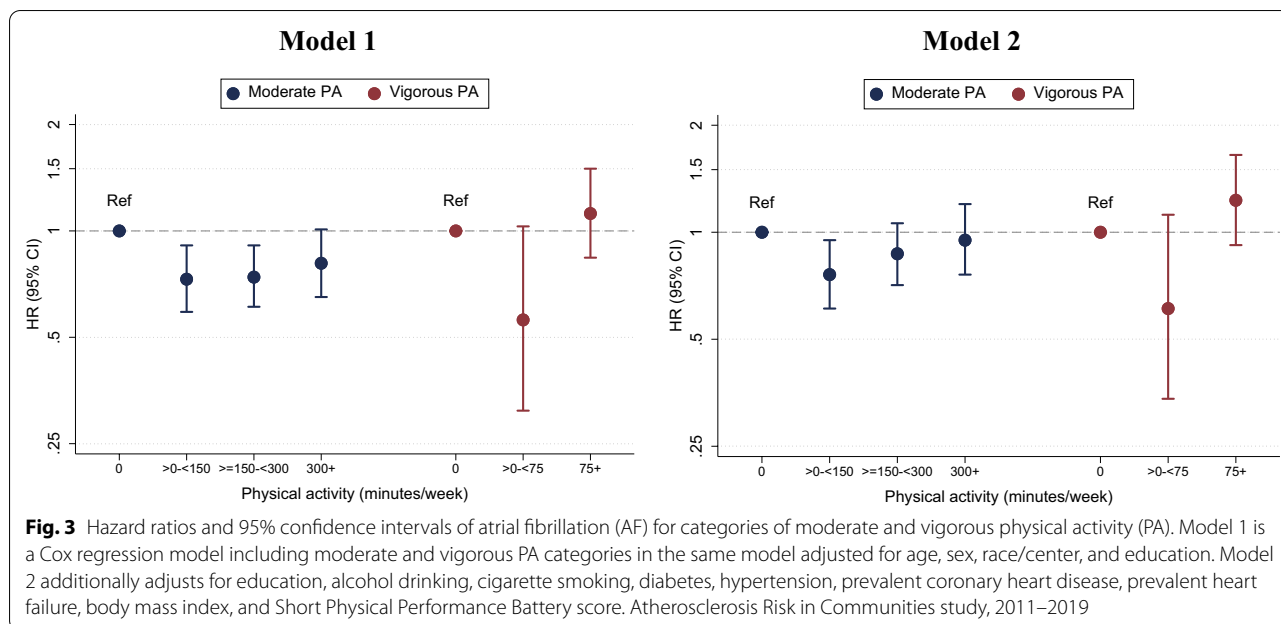 Model 1
Moderate PA Vigorous PA
HR (95% CI)
2
1.5
1
.5
.25
Ref
Ref
0 >0-<150 >=150-<300 300+ 0 >0-<75 75+
Physical activity (minutes/week)
Model 2
Moderate PA Vigorous PA
HR (95% CI)
2
1.5
1
.5
.25
Ref
Ref
0 >0-<150 >=150-<300 300+ 0 >0-<75 75+
Physical activity (minutes/week)
Fig. 3 Hazard ratios and 95% confidence intervals of atrial fibrillation (AF) for categories of moderate and vigorous physical activity (PA). Model 1 is
a Cox regression model including moderate and vigorous PA categories in the same model adjusted for age, sex, race/center, and education. Model
2 additionally adjusts for education, alcohol drinking, cigarette smoking, diabetes, hypertension, prevalent coronary heart disease, prevalent heart
failure, body mass index, and Short Physical Performance Battery score. Atherosclerosis Risk in Communities study, 2011–2019